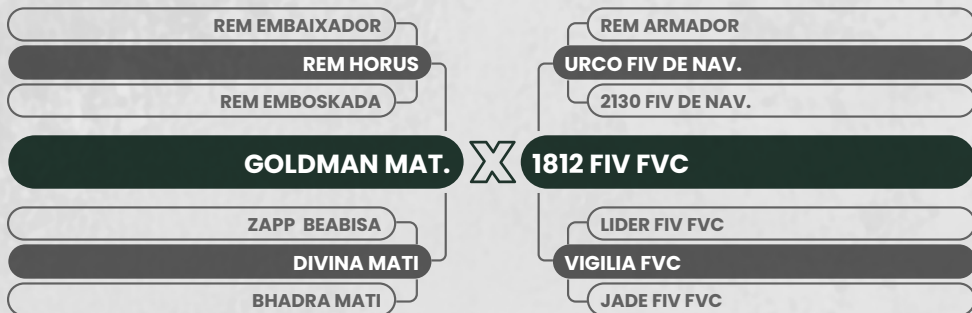 REM EMBAIXADOR
REM HORUS
REM EMBOSKADA
GOLDMAN MAT.
ZAPP BEABISA
DIVINA MATI
BHADRA MATI
X
REM ARMADOR
URCO FIV DE NAV.
2130 FIV DE NAV.
1812 FIV FVC
LIDER FIV FVC
VIGILIA FVC
JADE FIV FVC